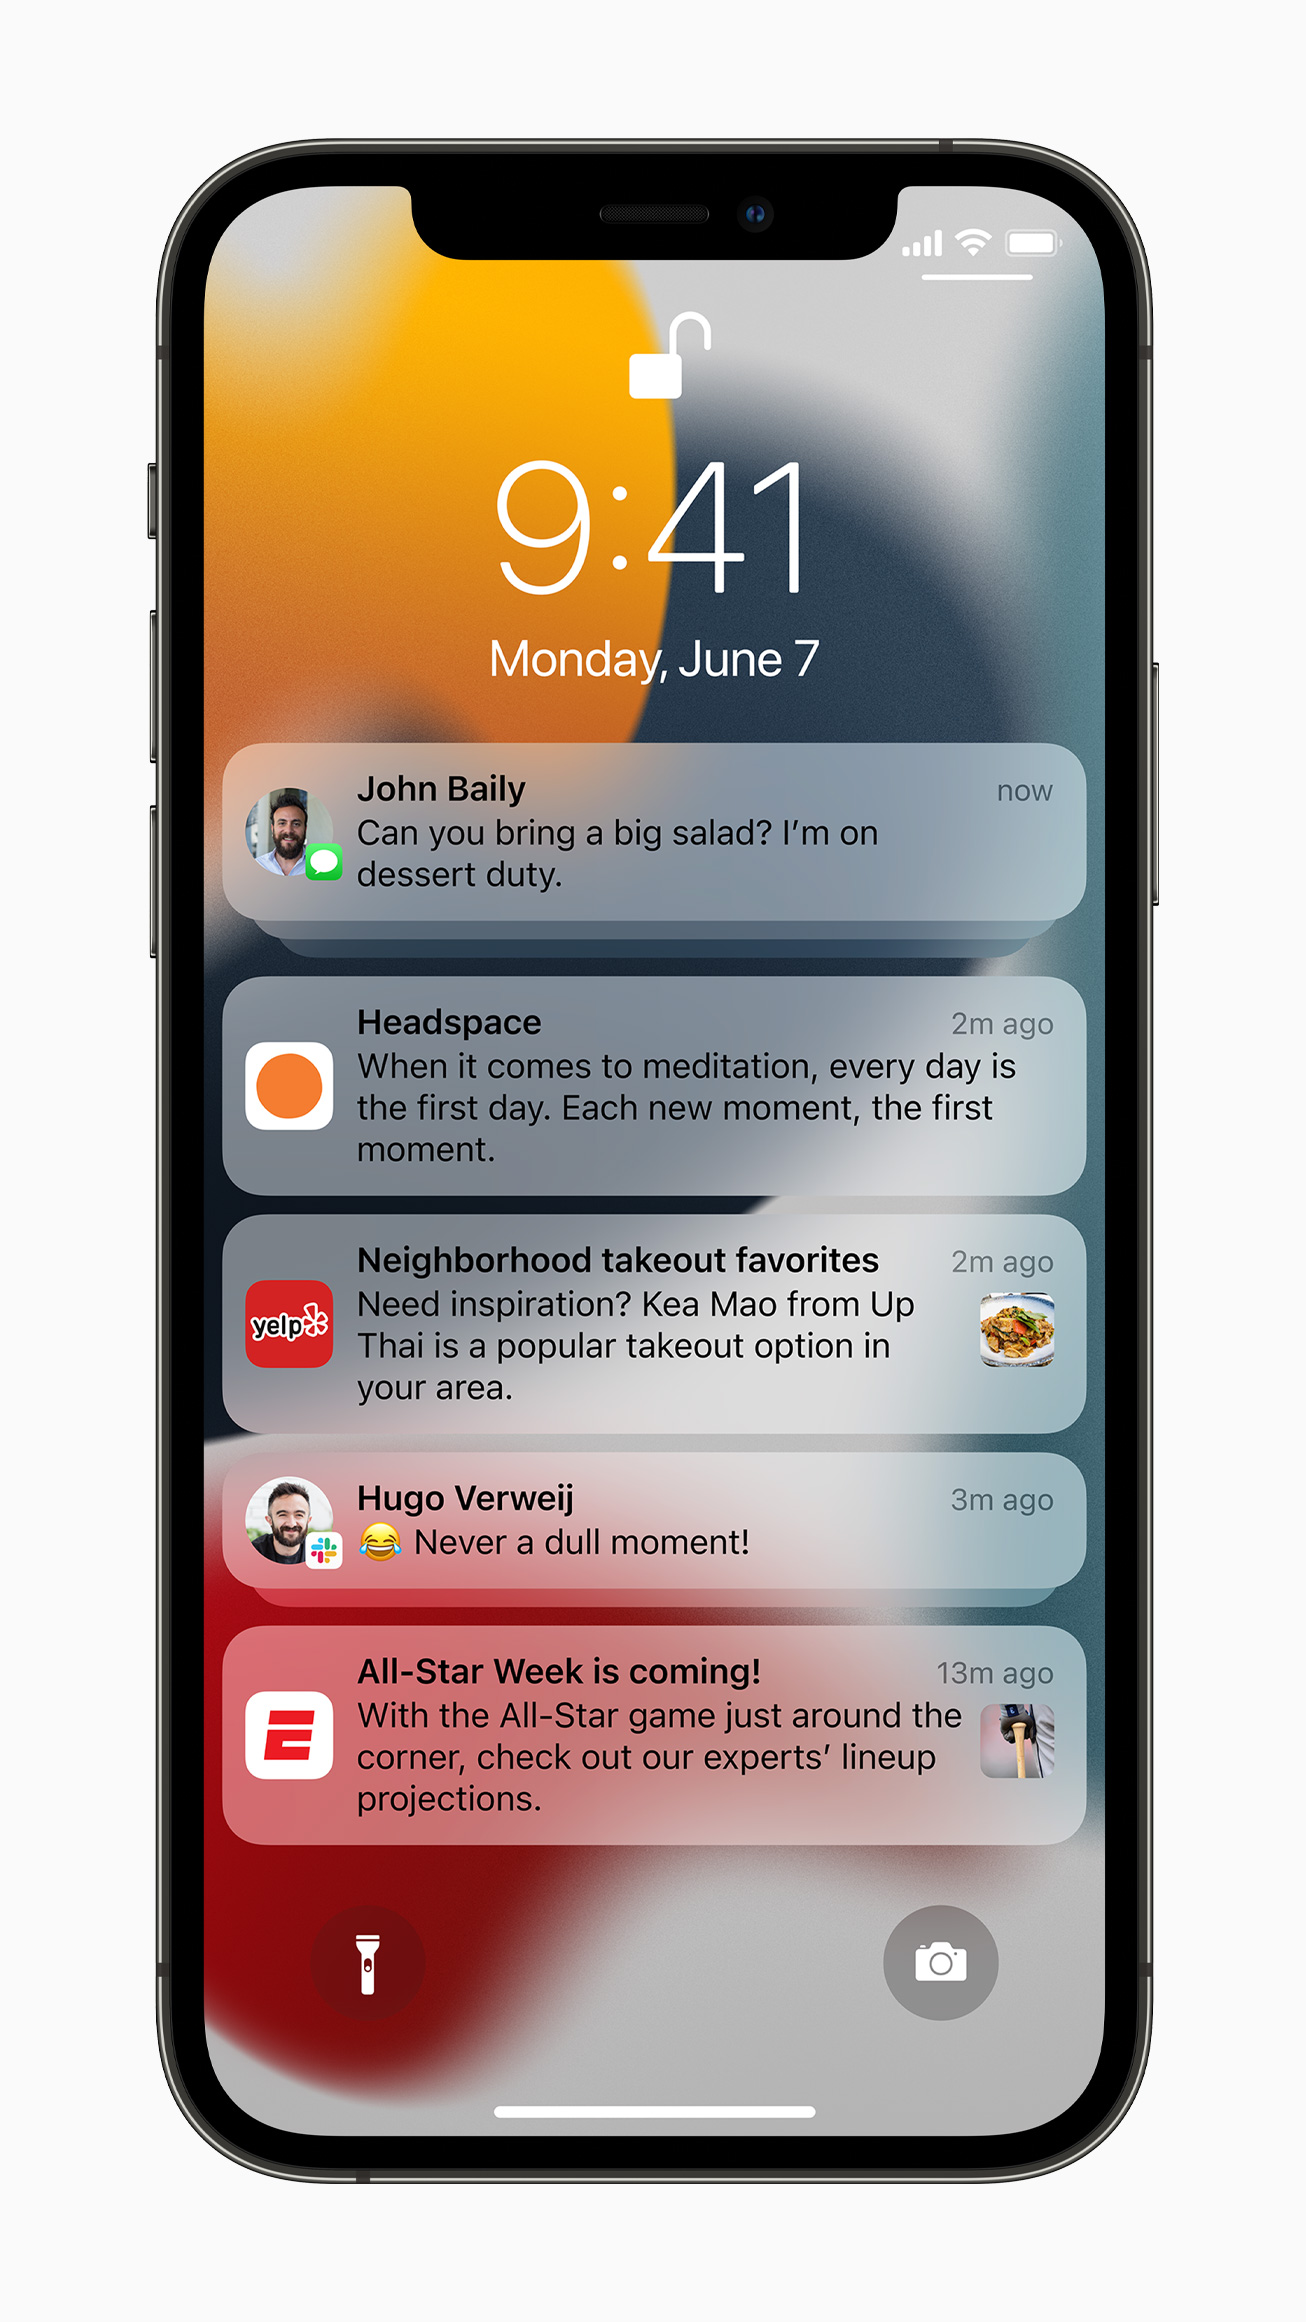 9:41
Monday, June 7
John Baily
now
Can you bring a big salad? I’m on
dessert duty.
Headspace
2m ago
When it comes to meditation, every day is
the first day. Each new moment, the first
moment.
Neighborhood takeout favorites
2m ago
yelp
Need inspiration? Kea Mao from Up
Thai is a popular takeout option in
your area.
Hugo Verweij
3m ago
😂 Never a dull moment!
All-Star Week is coming!
13m ago
E
With the All-Star game just around the
corner, check out our experts’ lineup
projections.